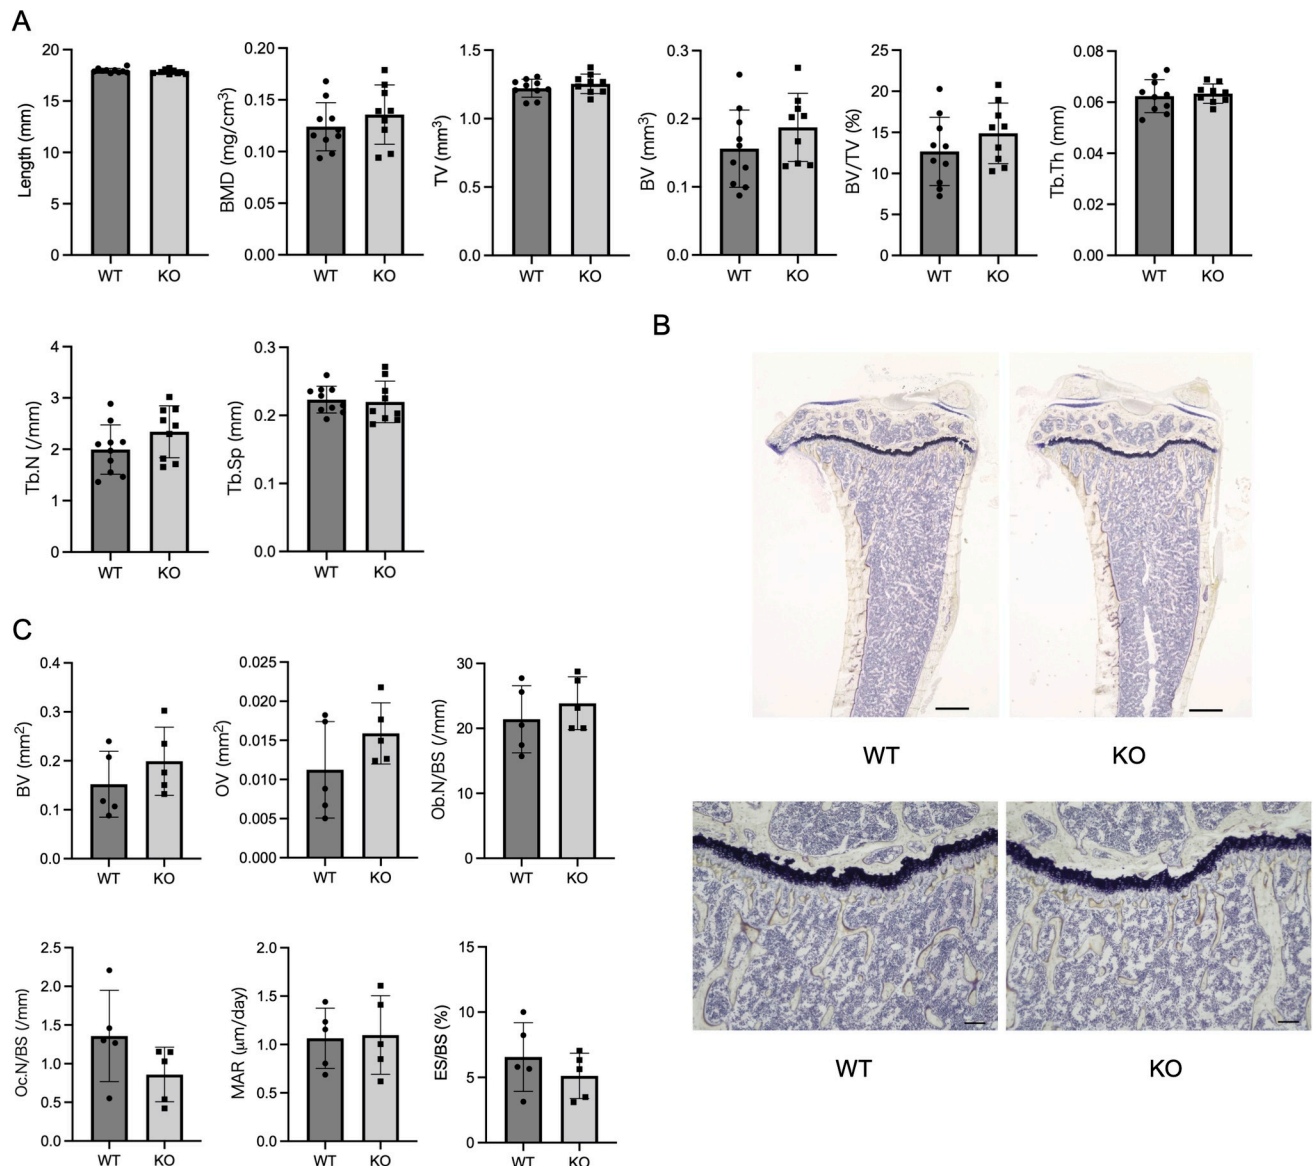 A
Length (mm)
20
15
10
5
0
WT
KO
BMD (mg/cm³)
0.20
0.15
0.10
0.05
0.00
WT
KO
TV (mm³)
1.5
1.0
0.5
0.0
WT
KO
BV (mm³)
0.3
0.2
0.1
0.0
WT
KO
BV/TV (%)
25
20
15
10
5
0
WT
KO
Tb.Th (mm)
0.08
0.06
0.04
0.02
0.00
WT
KO
Tb.N (/mm)
4
3
2
1
0
WT
KO
Tb.Sp (mm)
0.3
0.2
0.1
0.0
WT
KO
B
WT
KO
WT
KO
C
BV (mm²)
0.4
0.3
0.2
0.1
0.0
WT
KO
OV (mm²)
0.025
0.020
0.015
0.010
0.005
0.000
WT
KO
Ob.N/BS (/mm)
30
20
10
0
WT
KO
Oc.N/BS (/mm)
2.5
2.0
1.5
1.0
0.5
0.0
WT
KO
MAR (μm/day)
2.0
1.5
1.0
0.5
0.0
WT
KO
ES/BS (%)
15
10
5
0
WT
KO